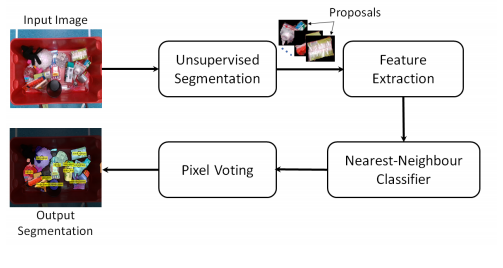 Input Image
Proposals
Unsupervised
Segmentation
Feature
Extraction
Nearest-Neighbour
Classifier
Pixel Voting
Output
Segmentation